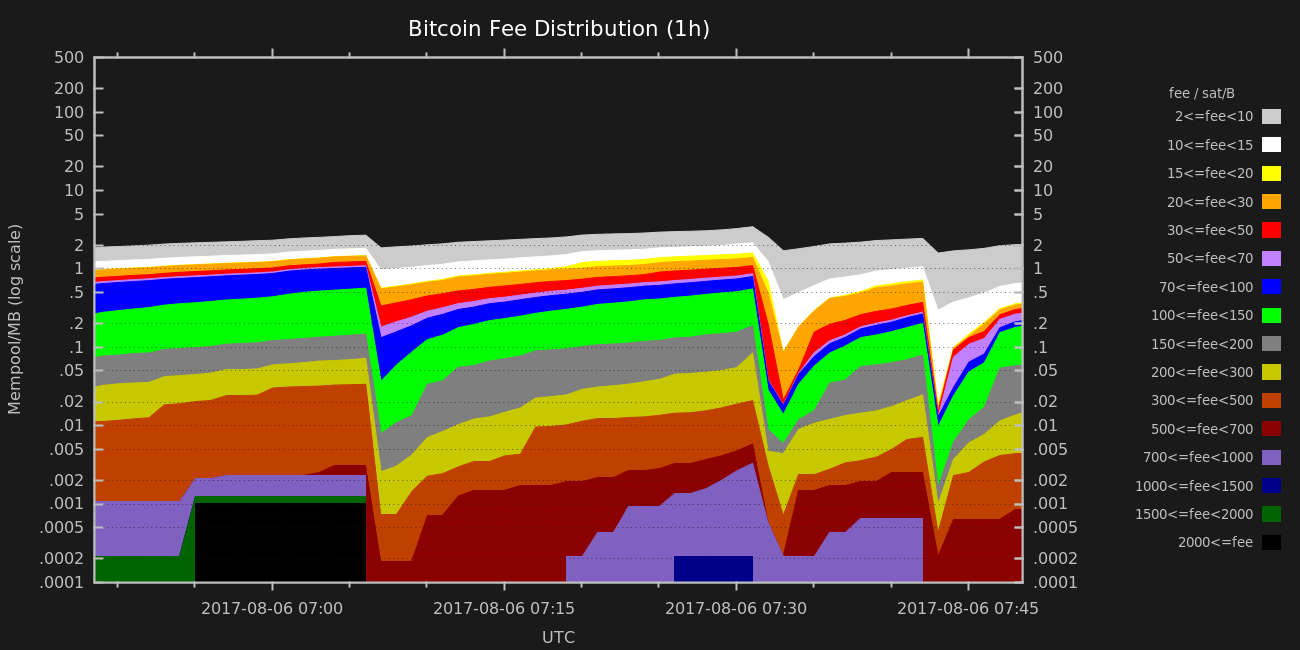 Bitcoin Fee Distribution (1h)
500 500
200 200
100 100
50 50
20 20
10 10
5 5
2 2
1 1
.5 .5
.2 .2
.1 .1
.05 .05
.02 .02
.01 .01
.005 .005
.002 .002
.001 .001
.0005 .0005
.0002 .0002
.0001 .0001
Mempool/MB (log scale)
2017-08-06 07:00 2017-08-06 07:15 2017-08-06 07:30 2017-08-06 07:45
UTC
fee / sat/B
2<=fee<10
10<=fee<15
15<=fee<20
20<=fee<30
30<=fee<50
50<=fee<70
70<=fee<100
100<=fee<150
150<=fee<200
200<=fee<300
300<=fee<500
500<=fee<700
700<=fee<1000
1000<=fee<1500
1500<=fee<2000
2000<=fee